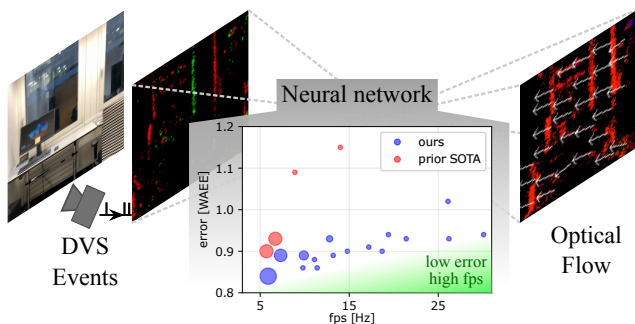 Neural network
1.2
1.1
1.0
0.9
0.8
error [WAEE]
ours
prior SOTA
low error
high fps
5
15
25
fps [Hz]
DVS
Events
Optical
Flow